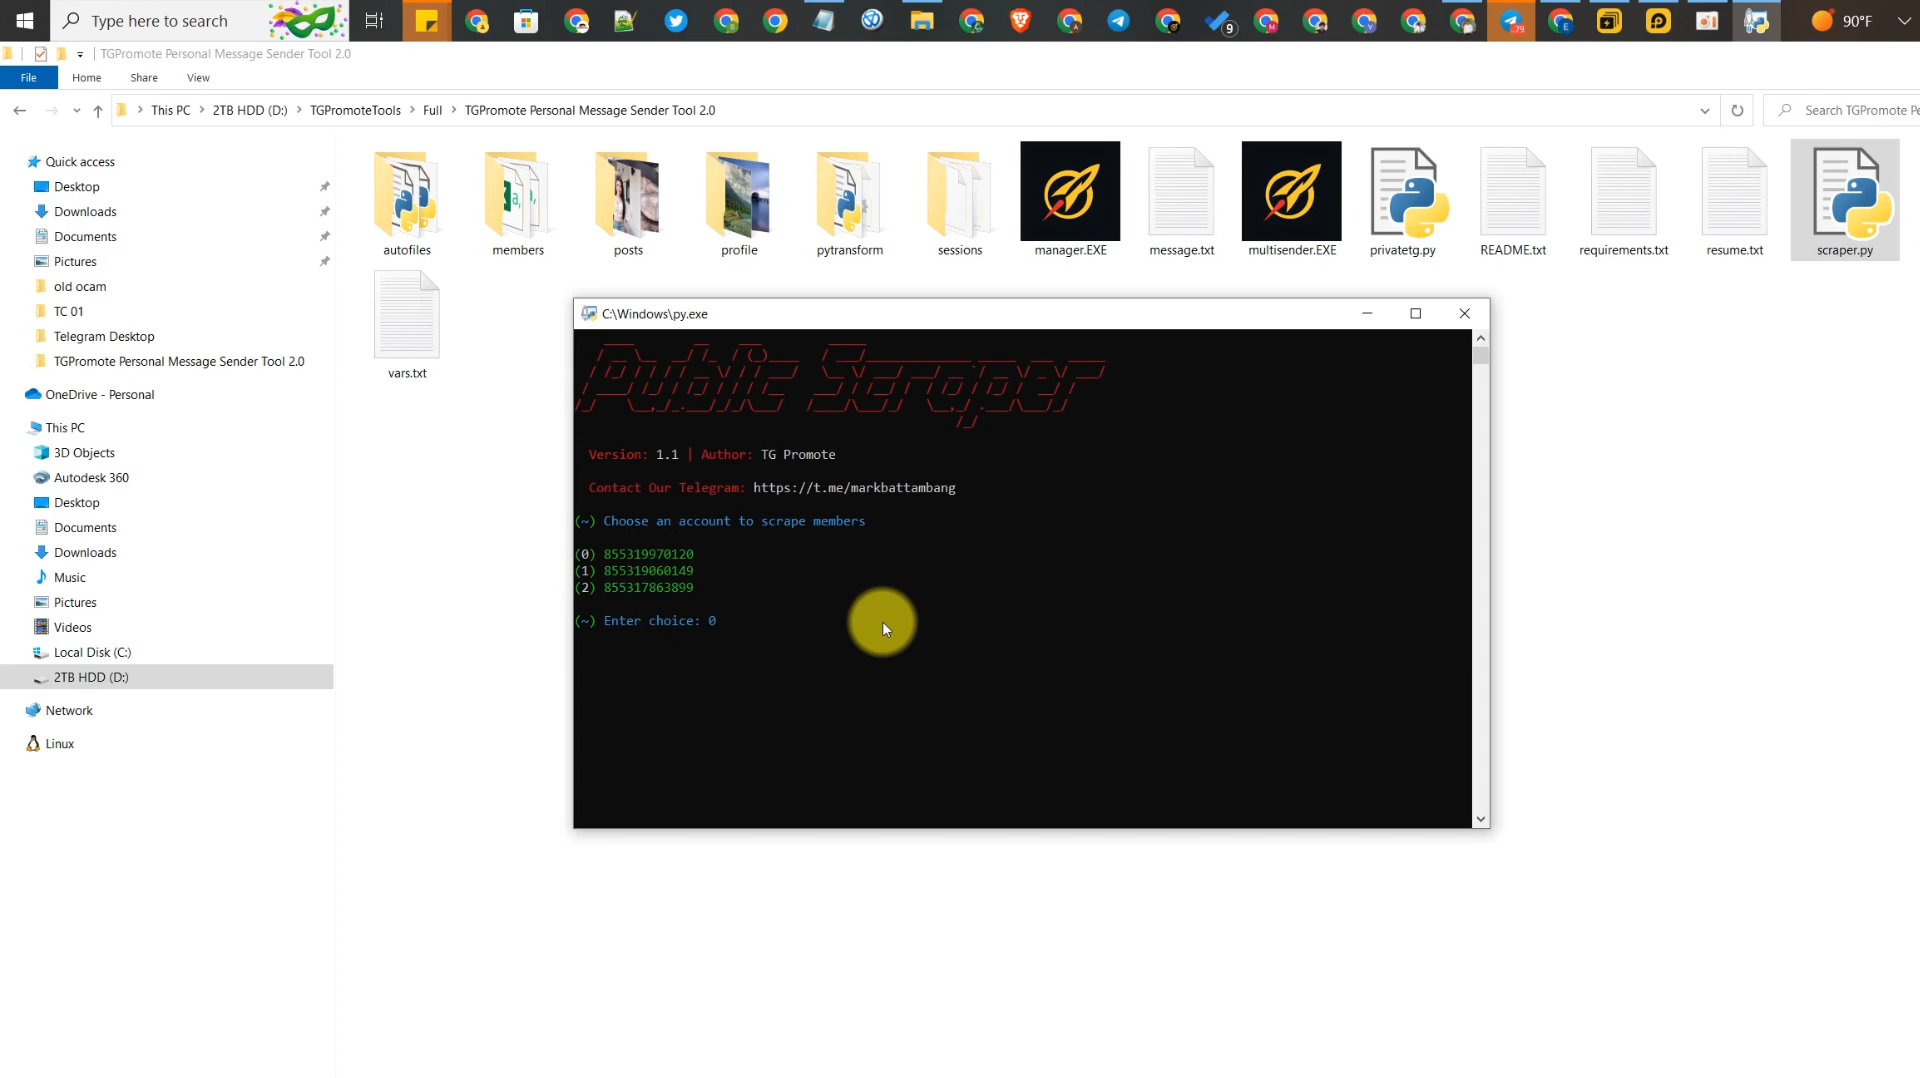 Type here to search
9
79
90°F
TGPromote Personal Message Sender Tool 2.0
File Home Share View
This PC > 2TB HDD (D:) > TGPromoteTools > Full > TGPromote Personal Message Sender Tool 2.0
Search TGPromote Pe
Quick access
Desktop
Downloads
Documents
Pictures
old ocam
TC 01
Telegram Desktop
TGPromote Personal Message Sender Tool 2.0
OneDrive - Personal
This PC
3D Objects
Autodesk 360
Desktop
Documents
Downloads
Music
Pictures
Videos
Local Disk (C:)
2TB HDD (D:)
Network
Linux
autofiles
members
posts
profile
pytransform
sessions
manager.EXE
message.txt
multisender.EXE
privatetg.py
README.txt
requirements.txt
resume.txt
scraper.py
vars.txt
C:\Windows\py.exe
Public Scraper
Version: 1.1 | Author: TG Promote
Contact Our Telegram: https://t.me/markbattambang
(~) Choose an account to scrape members
(0) 855319970120
(1) 855319060149
(2) 855317863899
(~) Enter choice: 0